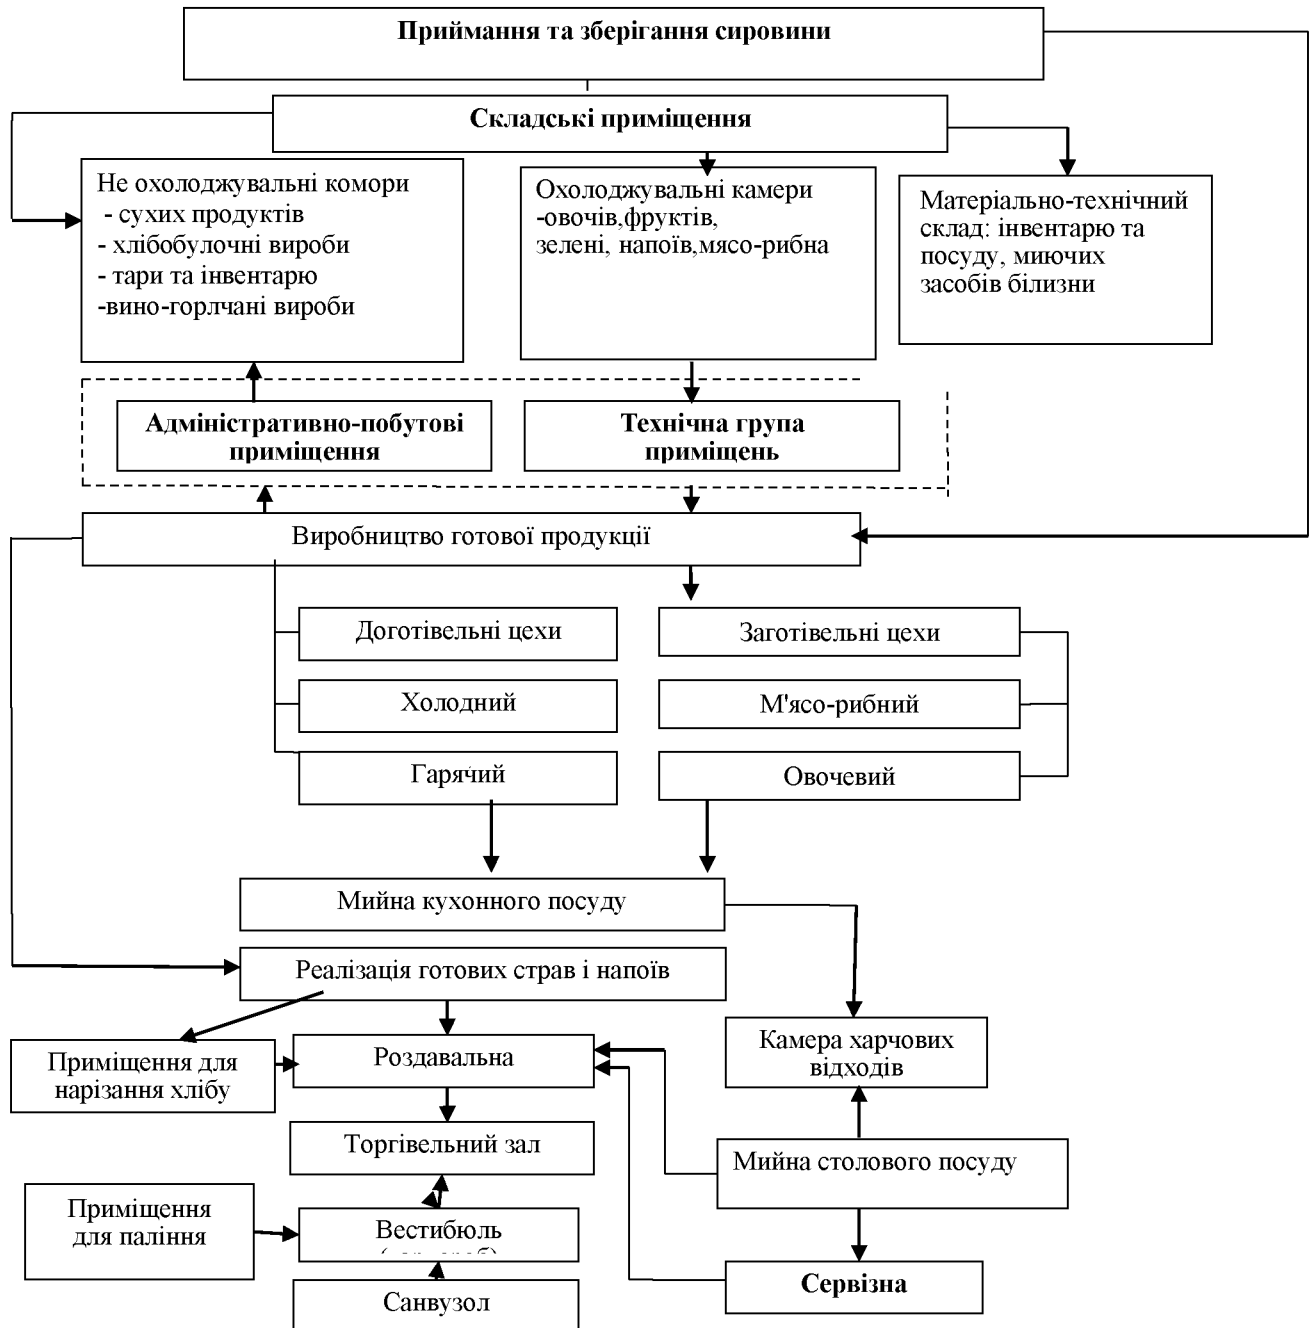 Приймання та зберігання сировини
Складські приміщення
Не охолоджувальні комори
- сухих продуктів
- хлібобулочні вироби
- тари та інвентарю
-вино-горлчані вироби
Охолоджувальні камери
-овочів,фруктів,
зелені, напоїв,мясо-рибна
Матеріально-технічний
склад: інвентарю та
посуду, миючих
засобів білизни
Адміністративно-побутові
приміщення
Технічна група
приміщень
Виробництво готової продукції
Доготівельні цехи
Заготівельні цехи
Холодний
М'ясо-рибний
Гарячий
Овочевий
Мийна кухонного посуду
Реалізація готових страв і напоїв
Приміщення для
нарізання хлібу
Роздавальна
Камера харчових
відходів
Торгівельний зал
Мийна столового посуду
Приміщення
для паління
Вестибюль
Сервізна
Санвузол